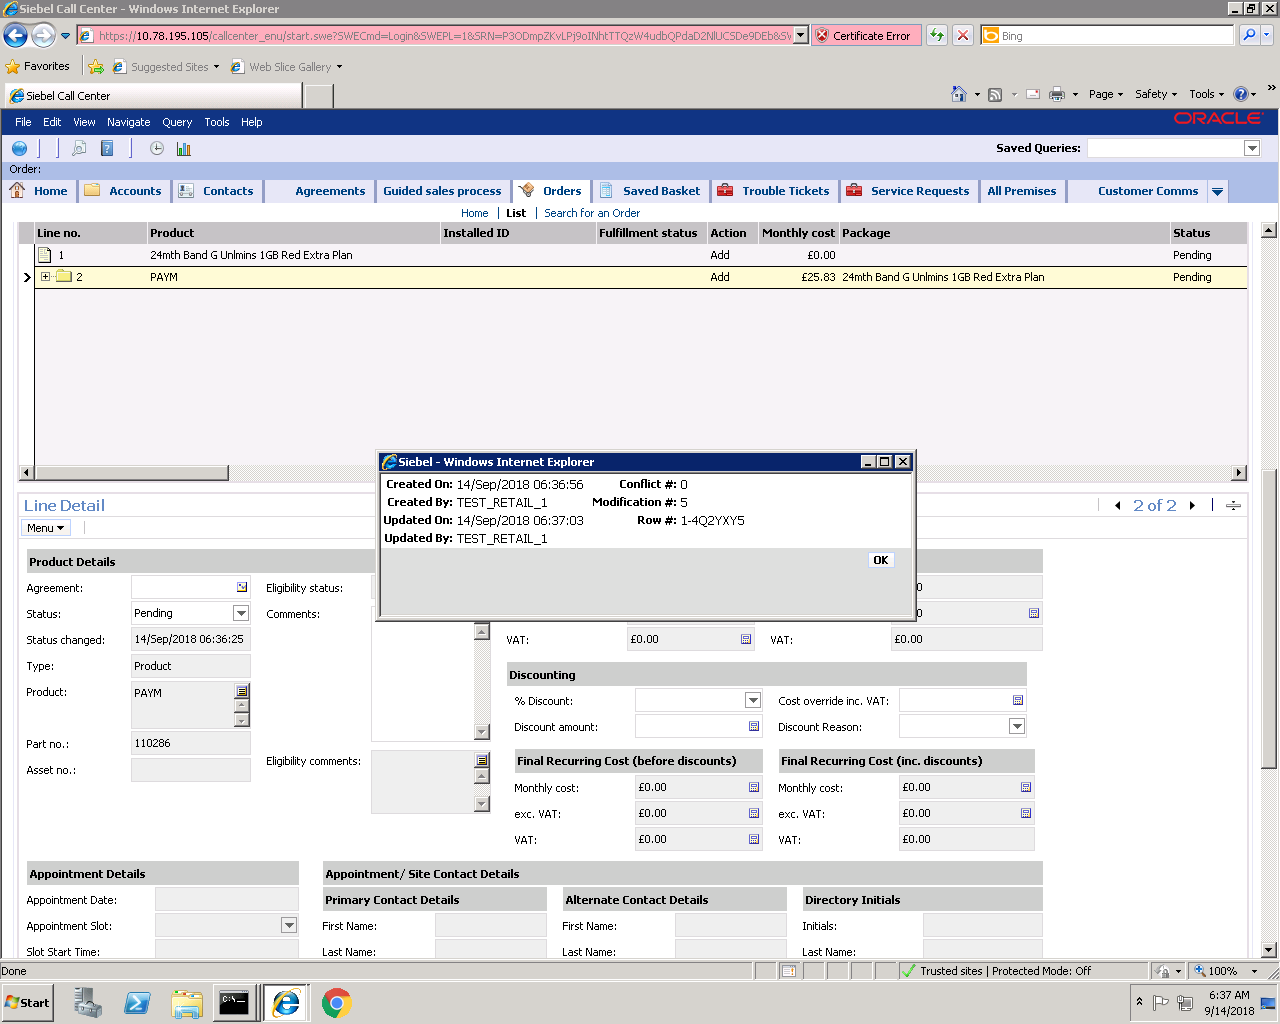 Siebel Call Center - Windows Internet Explorer
https://10.78.195.105/callcenter_enu/start.swe?SWECmd=Login&SWEPL=1&SRN=
Certificate Error
Bing
Favorites Suggested Sites Web Slice Gallery
Siebel Call Center
Page Safety Tools
File Edit View Navigate Query Tools Help
ORACLE
Saved Queries:
Order:
Home Accounts Contacts Agreements Guided sales process Orders Saved Basket Trouble Tickets Service Requests All Premises Customer Comms
Home List Search for an Order
Line no. Product Installed ID Fulfillment status Action Monthly cost Package Status
1 24mth Band G Unlmins 1GB Red Extra Plan Add £0.00 Pending
2 PAYM Add £25.83 24mth Band G Unlmins 1GB Red Extra Plan Pending
Siebel - Windows Internet Explorer
Created On: 14/Sep/2018 06:36:56 Conflict #: 0
Created By: TEST_RETAIL_1 Modification #: 5
Updated On: 14/Sep/2018 06:37:03 Row #: 1-4Q2YXY5
Updated By: TEST_RETAIL_1
OK
Line Detail
2 of 2
Menu
Product Details
Agreement: Eligibility status: 0
Status: Pending Comments: 0
Status changed: 14/Sep/2018 06:36:25 VAT: £0.00 VAT: £0.00
Type: Product
Discounting
Product: PAYM % Discount: Cost override inc. VAT:
Discount amount: Discount Reason:
Part no.: 110286
Eligibility comments: Final Recurring Cost (before discounts) Final Recurring Cost (inc. discounts)
Asset no.:
Monthly cost: £0.00 Monthly cost: £0.00
exc. VAT: £0.00 exc. VAT: £0.00
VAT: £0.00 VAT: £0.00
Appointment Details Appointment/ Site Contact Details
Appointment Date: Primary Contact Details Alternate Contact Details Directory Initials
Appointment Slot: First Name: First Name: Initials:
Slot Start Time: Last Name: Last Name: Last Name:
Done Trusted sites | Protected Mode: Off 100%
Start
6:37 AM
9/14/2018